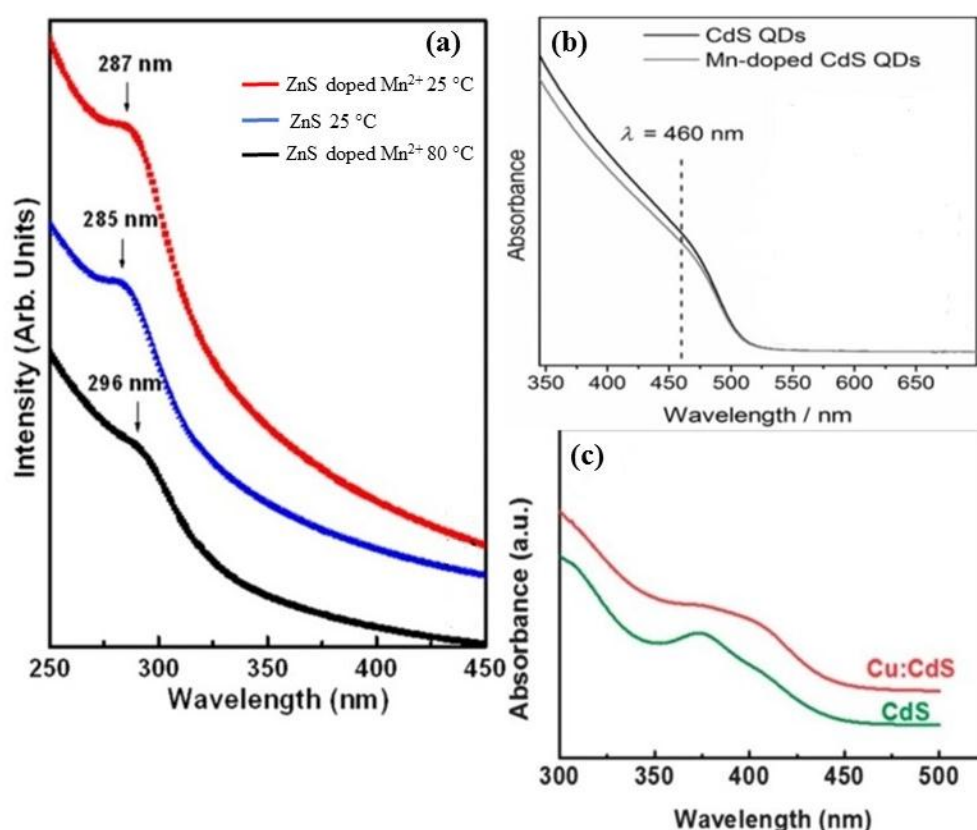 (a)
287 nm
ZnS doped Mn²⁺ 25 °C
ZnS 25 °C
ZnS doped Mn²⁺ 80 °C
285 nm
296 nm
Intensity (Arb. Units)
250 300 350 400 450
Wavelength (nm)
(b)
CdS QDs
Mn-doped CdS QDs
λ = 460 nm
Absorbance
345 400 450 500 550 600 650
Wavelength / nm
(c)
Cu:CdS
CdS
Absorbance (a.u.)
300 350 400 450 500
Wavelength (nm)